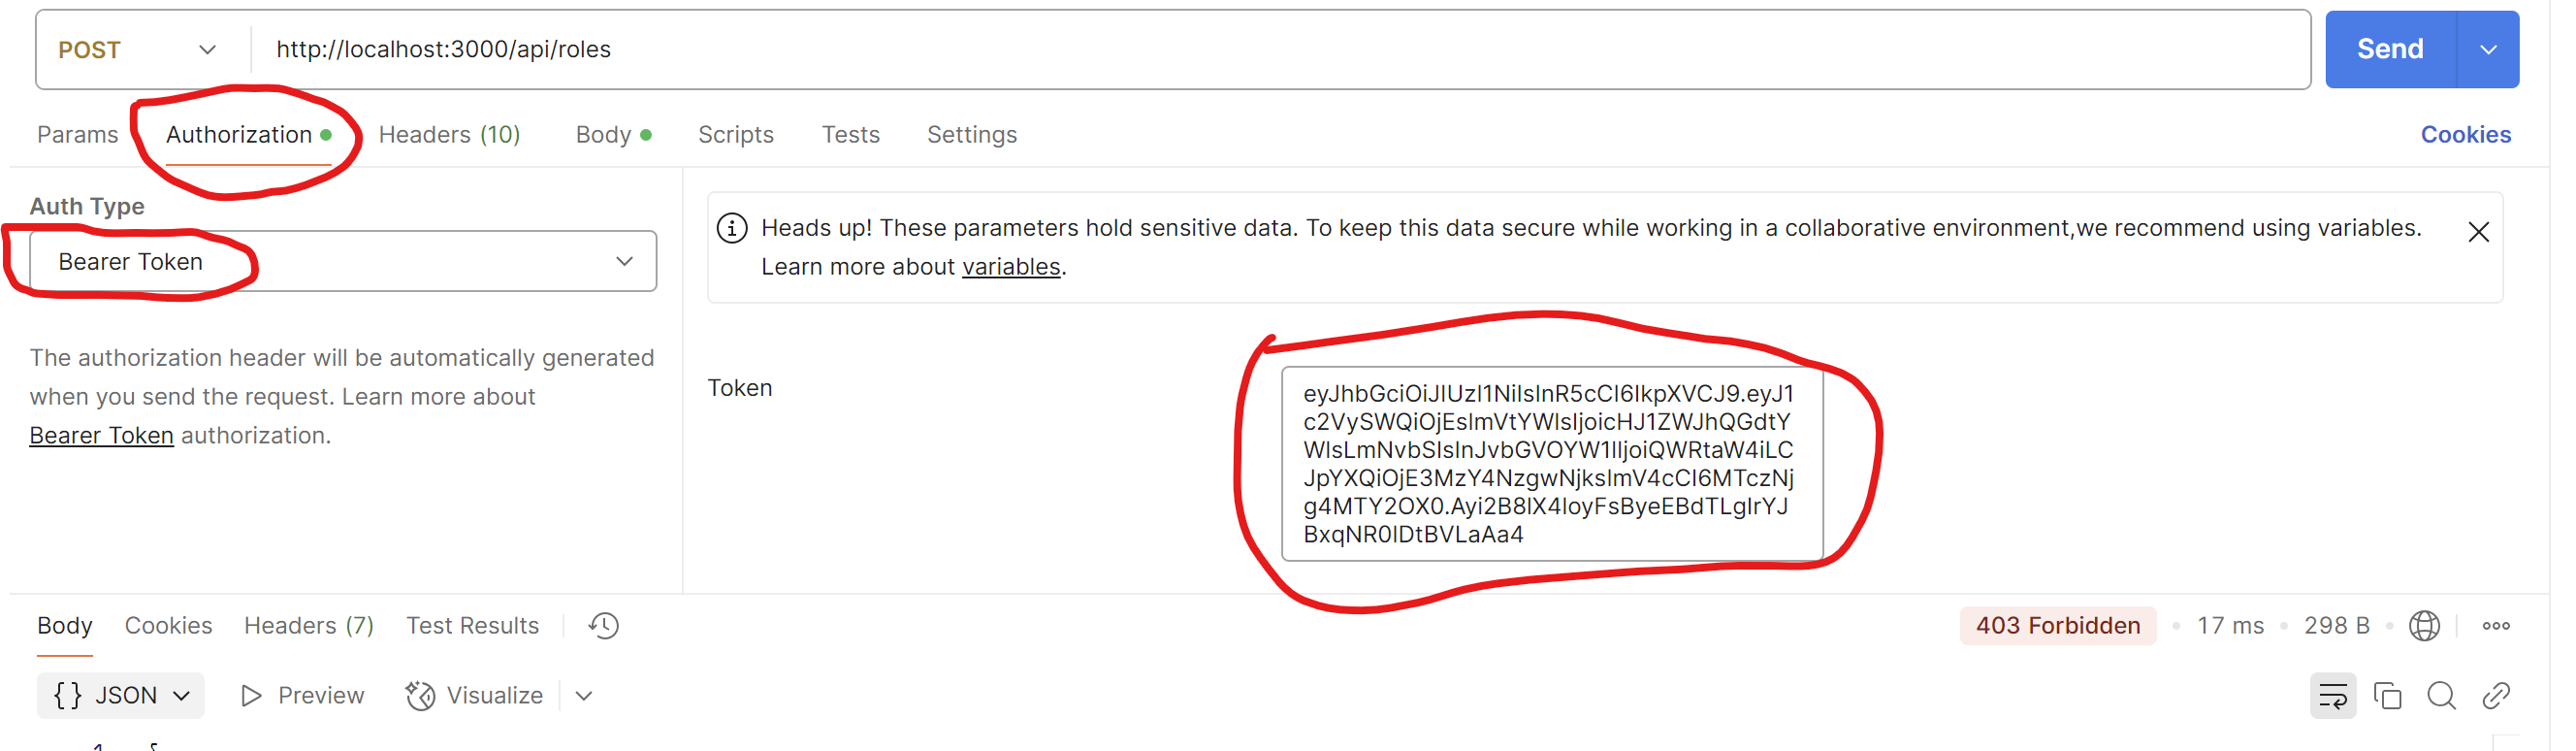 POST http://localhost:3000/api/roles Send
Params Authorization Headers (10) Body Scripts Tests Settings Cookies
Auth Type
Bearer Token
The authorization header will be automatically generated
when you send the request. Learn more about
Bearer Token authorization.
Heads up! These parameters hold sensitive data. To keep this data secure while working in a collaborative environment,we recommend using variables.
Learn more about variables.
Token
eyJhbGciOiJIUzI1NiIsInR5cCI6IkpXVCJ9.eyJ1
c2VySWQiOjEsImVtYWlsIjoicHJ1ZWJhQGdtY
WlsLmNvbSIsInJvbGVOYW1lIjoiQWRtaW4iLC
JpYXQiOjE3MzY4NzgwNjksImV4cCI6MTczNj
g4MTY2OX0.Ayi2B8lX4IoyFsByeEBdTLglrYJ
BxqNR0lDtBVLaAa4
Body Cookies Headers (7) Test Results 403 Forbidden 17 ms 298 B
{} JSON Preview Visualize
1 {